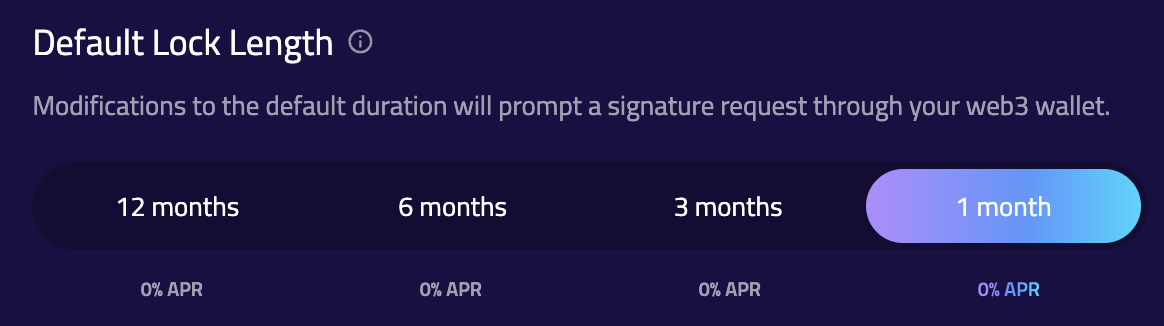 Default Lock Length
Modifications to the default duration will prompt a signature request through your web3 wallet.
12 months 6 months 3 months 1 month
0% APR 0% APR 0% APR 0% APR